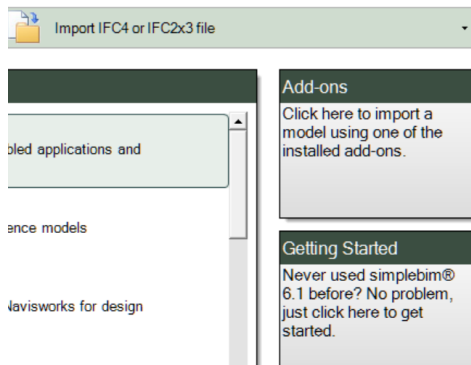 Import IFC4 or IFC2x3 file
applications and
ence models
Navisworks for design
Add-ons
Click here to import a
model using one of the
installed add-ons.
Getting Started
Never used simplebim®
6.1 before? No problem,
just click here to get
started.